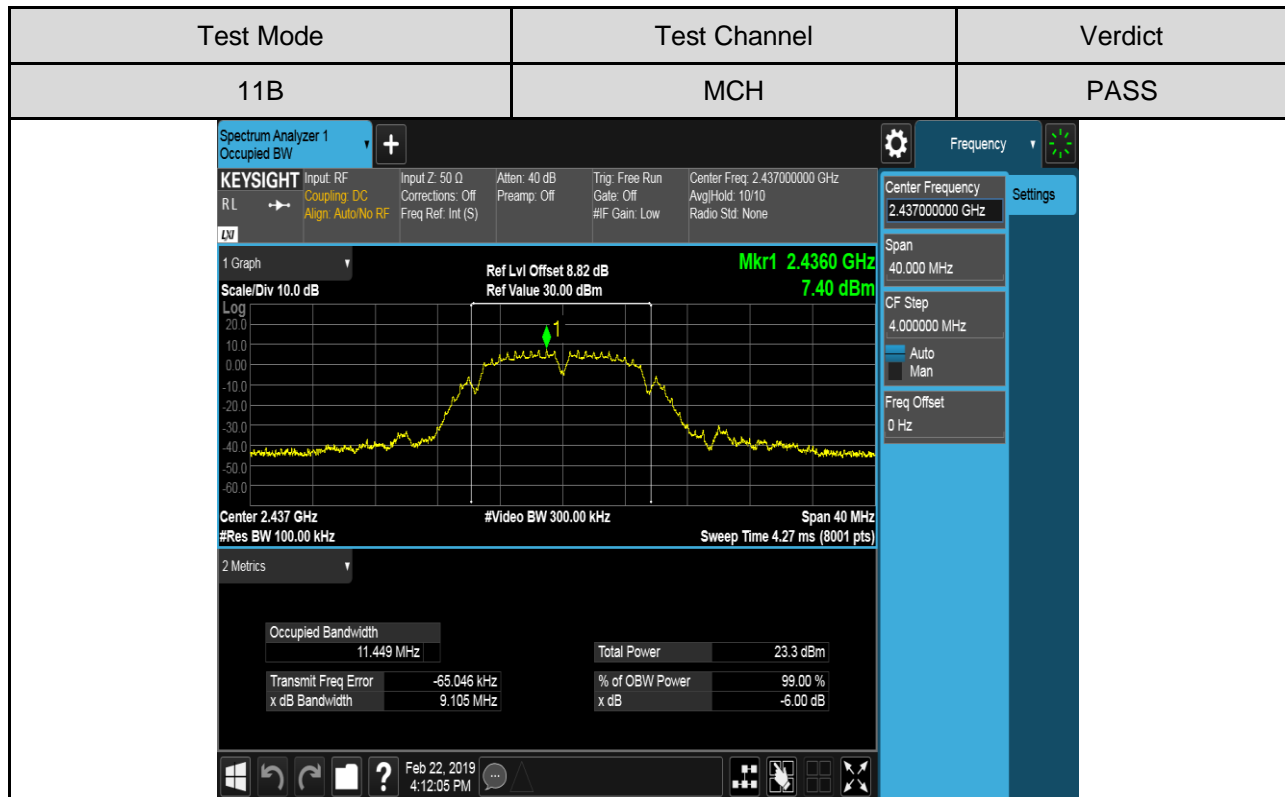 Test Mode Test Channel Verdict
11B MCH PASS
Spectrum Analyzer 1
Occupied BW
+
Frequency
KEYSIGHT
RL
LXI
Input: RF
Coupling: DC
Align: Auto/No RF
Input Z: 50 Ω
Corrections: Off
Freq Ref: Int (S)
Atten: 40 dB
Preamp: Off
Trig: Free Run
Gate: Off
#IF Gain: Low
Center Freq: 2.437000000 GHz
Avg|Hold: 10/10
Radio Std: None
Center Frequency
2.437000000 GHz
Settings
Span
40.000 MHz
CF Step
4.000000 MHz
Auto
Man
Freq Offset
0 Hz
1 Graph
Scale/Div 10.0 dB
Ref Lvl Offset 8.82 dB
Ref Value 30.00 dBm
Mkr1 2.4360 GHz
7.40 dBm
Log
20.0
10.0
0.00
-10.0
-20.0
-30.0
-40.0
-50.0
-60.0
1
Center 2.437 GHz
#Res BW 100.00 kHz
#Video BW 300.00 kHz
Span 40 MHz
Sweep Time 4.27 ms (8001 pts)
2 Metrics
Occupied Bandwidth
11.449 MHz
Total Power 23.3 dBm
Transmit Freq Error -65.046 kHz
% of OBW Power 99.00 %
x dB Bandwidth 9.105 MHz
x dB -6.00 dB
?
Feb 22, 2019
4:12:05 PM